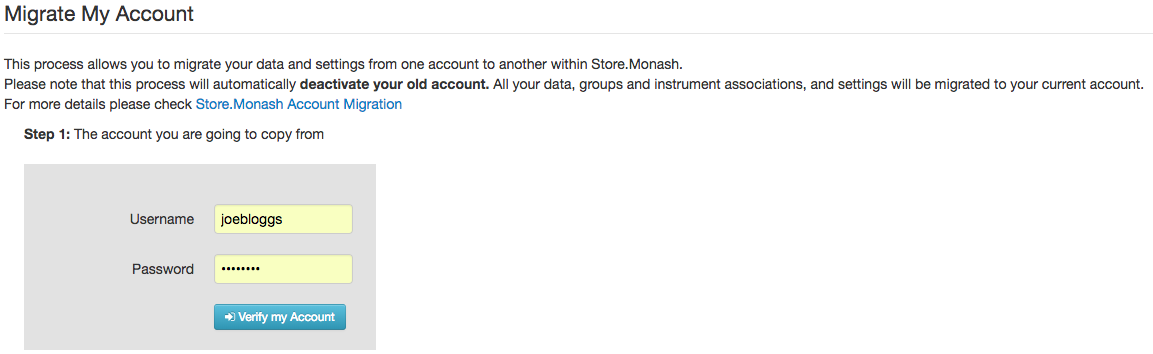 Migrate My Account
This process allows you to migrate your data and settings from one account to another within Store.Monash.
Please note that this process will automatically deactivate your old account. All your data, groups and instrument associations, and settings will be migrated to your current account.
For more details please check Store.Monash Account Migration
Step 1: The account you are going to copy from
Username joebloggs
Password ••••••••
Verify my Account